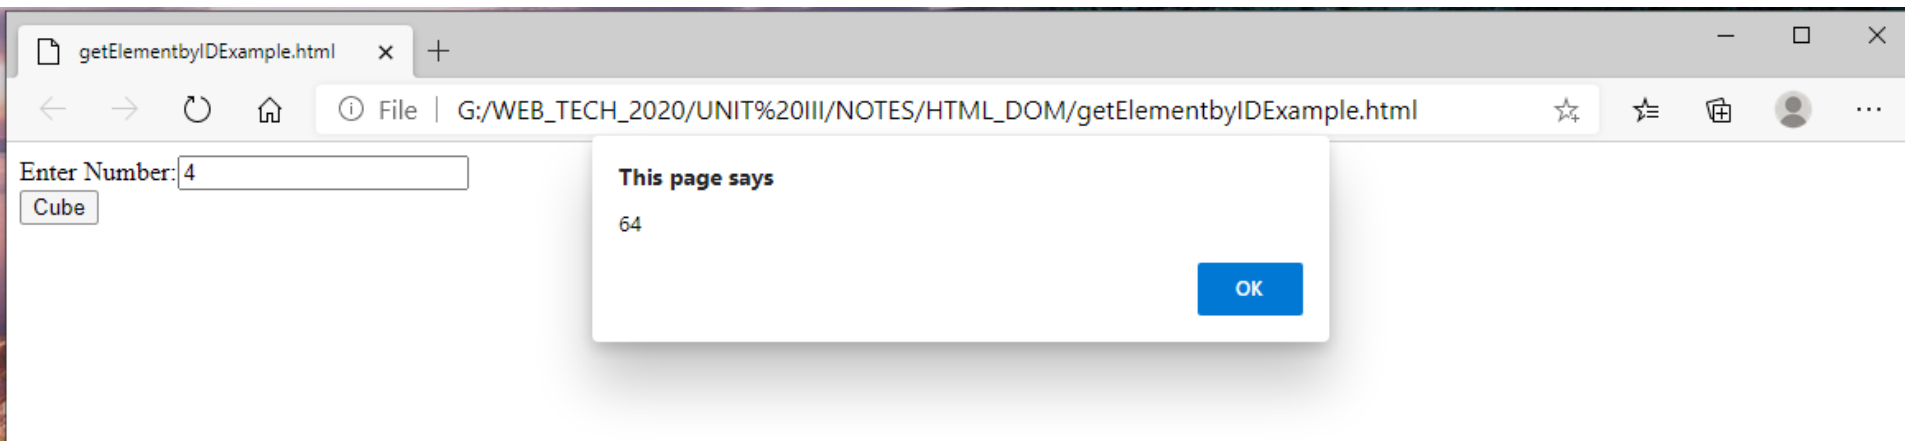 getElementbyIDExample.html
File | G:/WEB_TECH_2020/UNIT%20III/NOTES/HTML_DOM/getElementbyIDExample.html
Enter Number: 4
Cube
This page says
64
OK